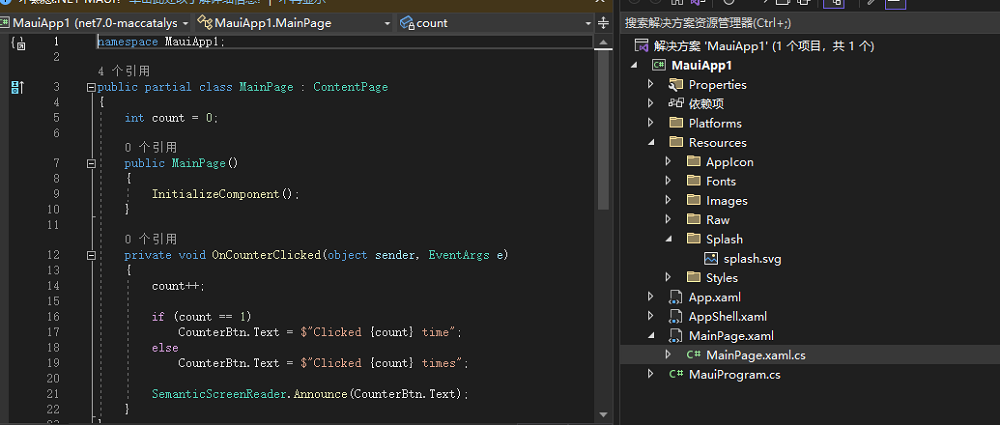 MauiApp1 (net7.0-maccatalys
MauiApp1.MainPage
count
1 namespace MauiApp1;
2
4 个引用
3 public partial class MainPage : ContentPage
4 {
5 int count = 0;
6
0 个引用
7 public MainPage()
8 {
9 InitializeComponent();
10 }
11
0 个引用
12 private void OnCounterClicked(object sender, EventArgs e)
13 {
14 count++;
15
16 if (count == 1)
17 CounterBtn.Text = $"Clicked {count} time";
18 else
19 CounterBtn.Text = $"Clicked {count} times";
20
21 SemanticScreenReader.Announce(CounterBtn.Text);
22 }
搜索解决方案资源管理器(Ctrl+;)
解决方案 'MauiApp1' (1 个项目，共 1 个)
C# MauiApp1
Properties
依赖项
Platforms
Resources
AppIcon
Fonts
Images
Raw
Splash
splash.svg
Styles
App.xaml
AppShell.xaml
MainPage.xaml
C# MainPage.xaml.cs
C# MauiProgram.cs